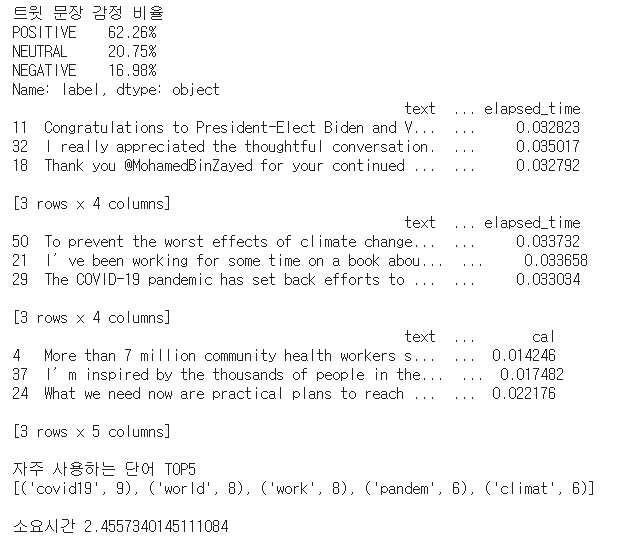 트윗 문장 감정 비율
POSITIVE 62.26%
NEUTRAL 20.75%
NEGATIVE 16.98%
Name: label, dtype: object
text ... elapsed_time
11 Congratulations to President-Elect Biden and V... ... 0.032823
32 I really appreciated the thoughtful conversation. ... 0.035017
18 Thank you @MohamedBinZayed for your continued ... ... 0.032792
[3 rows x 4 columns]
text ... elapsed_time
50 To prevent the worst effects of climate change... ... 0.033732
21 I’ve been working for some time on a book abou... ... 0.033658
29 The COVID-19 pandemic has set back efforts to ... ... 0.033034
[3 rows x 4 columns]
text ... cal
4 More than 7 million community health workers s... ... 0.014246
37 I’m inspired by the thousands of people in the... ... 0.017482
24 What we need now are practical plans to reach ... ... 0.022176
[3 rows x 5 columns]
자주 사용하는 단어 TOP5
[('covid19', 9), ('world', 8), ('work', 8), ('pandem', 6), ('climat', 6)]
소요시간 2.4557340145111084